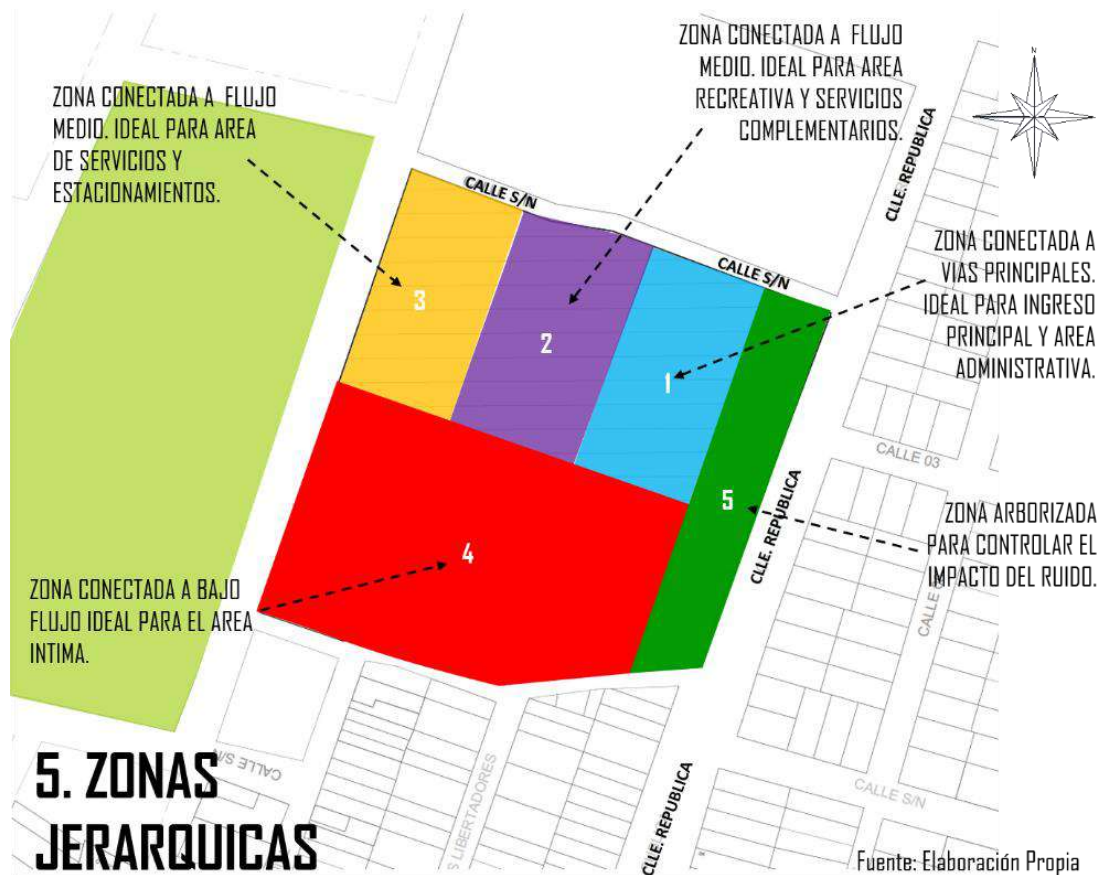 ZONA CONECTADA A FLUJO
MEDIO. IDEAL PARA AREA
DE SERVICIOS Y
ESTACIONAMIENTOS.
ZONA CONECTADA A FLUJO
MEDIO. IDEAL PARA AREA
RECREATIVA Y SERVICIOS
COMPLEMENTARIOS.
N
CLLE. REPUBLICA
CALLE S/N
CALLE S/N
ZONA CONECTADA A
VIAS PRINCIPALES.
IDEAL PARA INGRESO
PRINCIPAL Y AREA
ADMINISTRATIVA.
3
2
1
CALLE 03
CLLE. REPUBLICA
5
4
ZONA ARBORIZADA
PARA CONTROLAR EL
IMPACTO DEL RUIDO.
ZONA CONECTADA A BAJO
FLUJO IDEAL PARA EL AREA
INTIMA.
CALLE
CALLE S/N
S LIBERTADORES
CLLE. REPUBLICA
CALLE S/N
5. ZONAS
JERARQUICAS
Fuente: Elaboración Propia